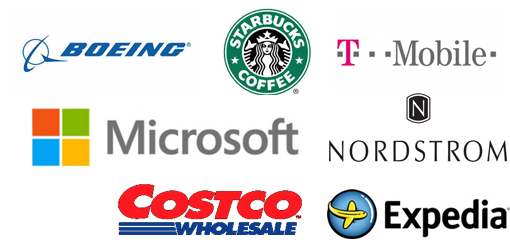 BOEING®
STARBUCKS
COFFEE
®
T··Mobile·
Microsoft
N
NORDSTROM
COSTCO
WHOLESALE
Expedia